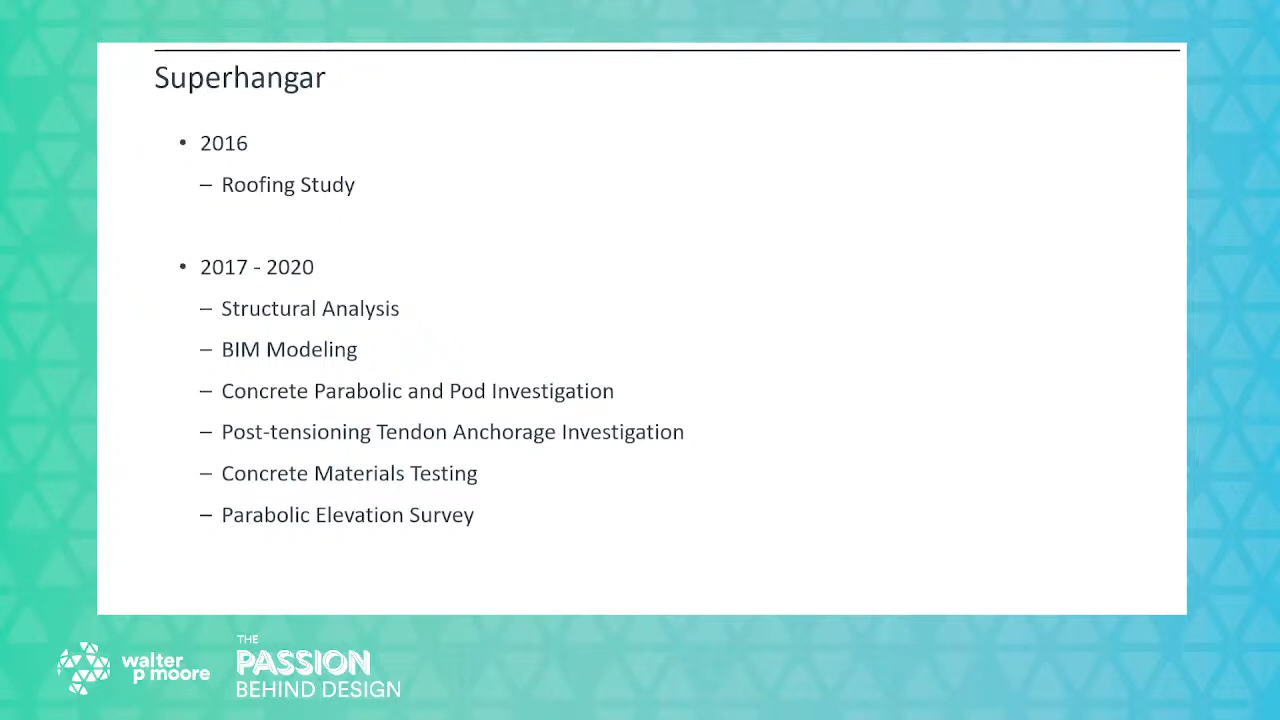 Superhangar
• 2016
– Roofing Study
• 2017 - 2020
– Structural Analysis
– BIM Modeling
– Concrete Parabolic and Pod Investigation
– Post-tensioning Tendon Anchorage Investigation
– Concrete Materials Testing
– Parabolic Elevation Survey
walter
p moore
THE
PASSION
BEHIND DESIGN